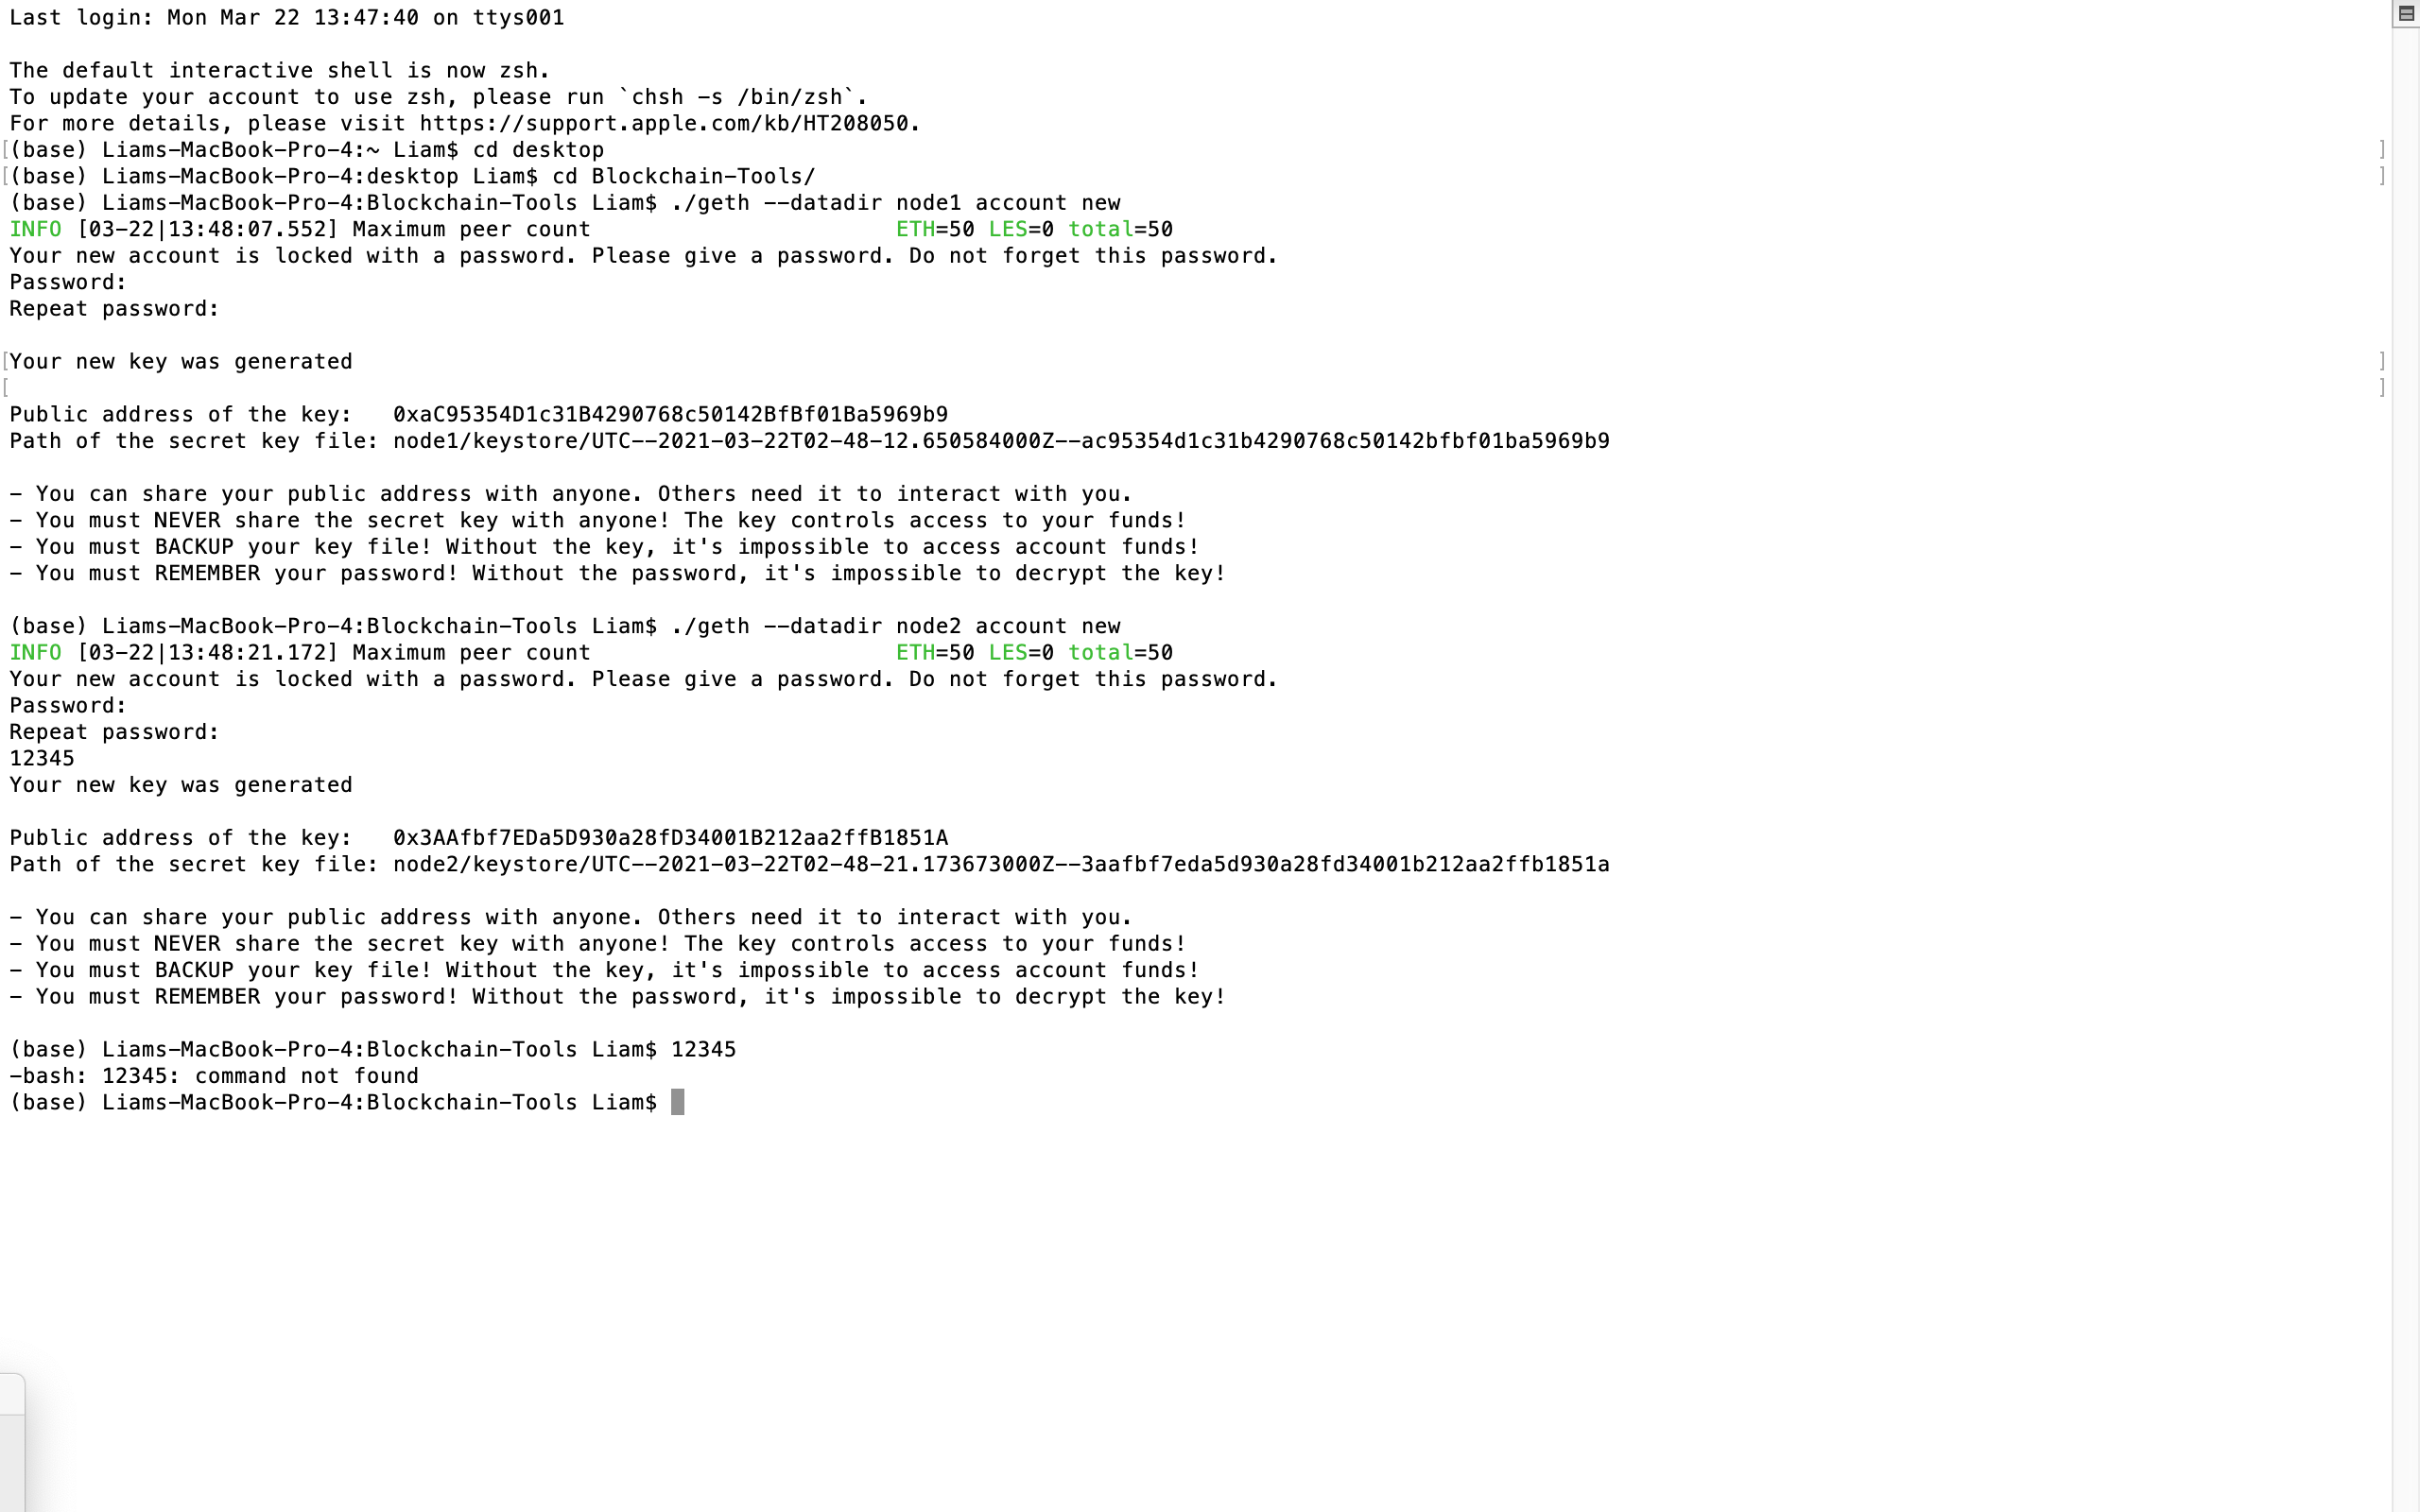 Last login: Mon Mar 22 13:47:40 on ttys001
The default interactive shell is now zsh.
To update your account to use zsh, please run `chsh -s /bin/zsh`.
For more details, please visit https://support.apple.com/kb/HT208050.
[(base) Liams-MacBook-Pro-4:~ Liam$ cd desktop ]
[(base) Liams-MacBook-Pro-4:desktop Liam$ cd Blockchain-Tools/ ]
(base) Liams-MacBook-Pro-4:Blockchain-Tools Liam$ ./geth --datadir node1 account new
INFO [03-22|13:48:07.552] Maximum peer count ETH=50 LES=0 total=50
Your new account is locked with a password. Please give a password. Do not forget this password.
Password:
Repeat password:
[Your new key was generated ]
[ ]
Public address of the key: 0xaC95354D1c31B4290768c50142BfBf01Ba5969b9
Path of the secret key file: node1/keystore/UTC--2021-03-22T02-48-12.650584000Z--ac95354d1c31b4290768c50142bfbf01ba5969b9
- You can share your public address with anyone. Others need it to interact with you.
- You must NEVER share the secret key with anyone! The key controls access to your funds!
- You must BACKUP your key file! Without the key, it's impossible to access account funds!
- You must REMEMBER your password! Without the password, it's impossible to decrypt the key!
(base) Liams-MacBook-Pro-4:Blockchain-Tools Liam$ ./geth --datadir node2 account new
INFO [03-22|13:48:21.172] Maximum peer count ETH=50 LES=0 total=50
Your new account is locked with a password. Please give a password. Do not forget this password.
Password:
Repeat password:
12345
Your new key was generated
Public address of the key: 0x3AAfbf7EDa5D930a28fD34001B212aa2ffB1851A
Path of the secret key file: node2/keystore/UTC--2021-03-22T02-48-21.173673000Z--3aafbf7eda5d930a28fd34001b212aa2ffb1851a
- You can share your public address with anyone. Others need it to interact with you.
- You must NEVER share the secret key with anyone! The key controls access to your funds!
- You must BACKUP your key file! Without the key, it's impossible to access account funds!
- You must REMEMBER your password! Without the password, it's impossible to decrypt the key!
(base) Liams-MacBook-Pro-4:Blockchain-Tools Liam$ 12345
-bash: 12345: command not found
(base) Liams-MacBook-Pro-4:Blockchain-Tools Liam$